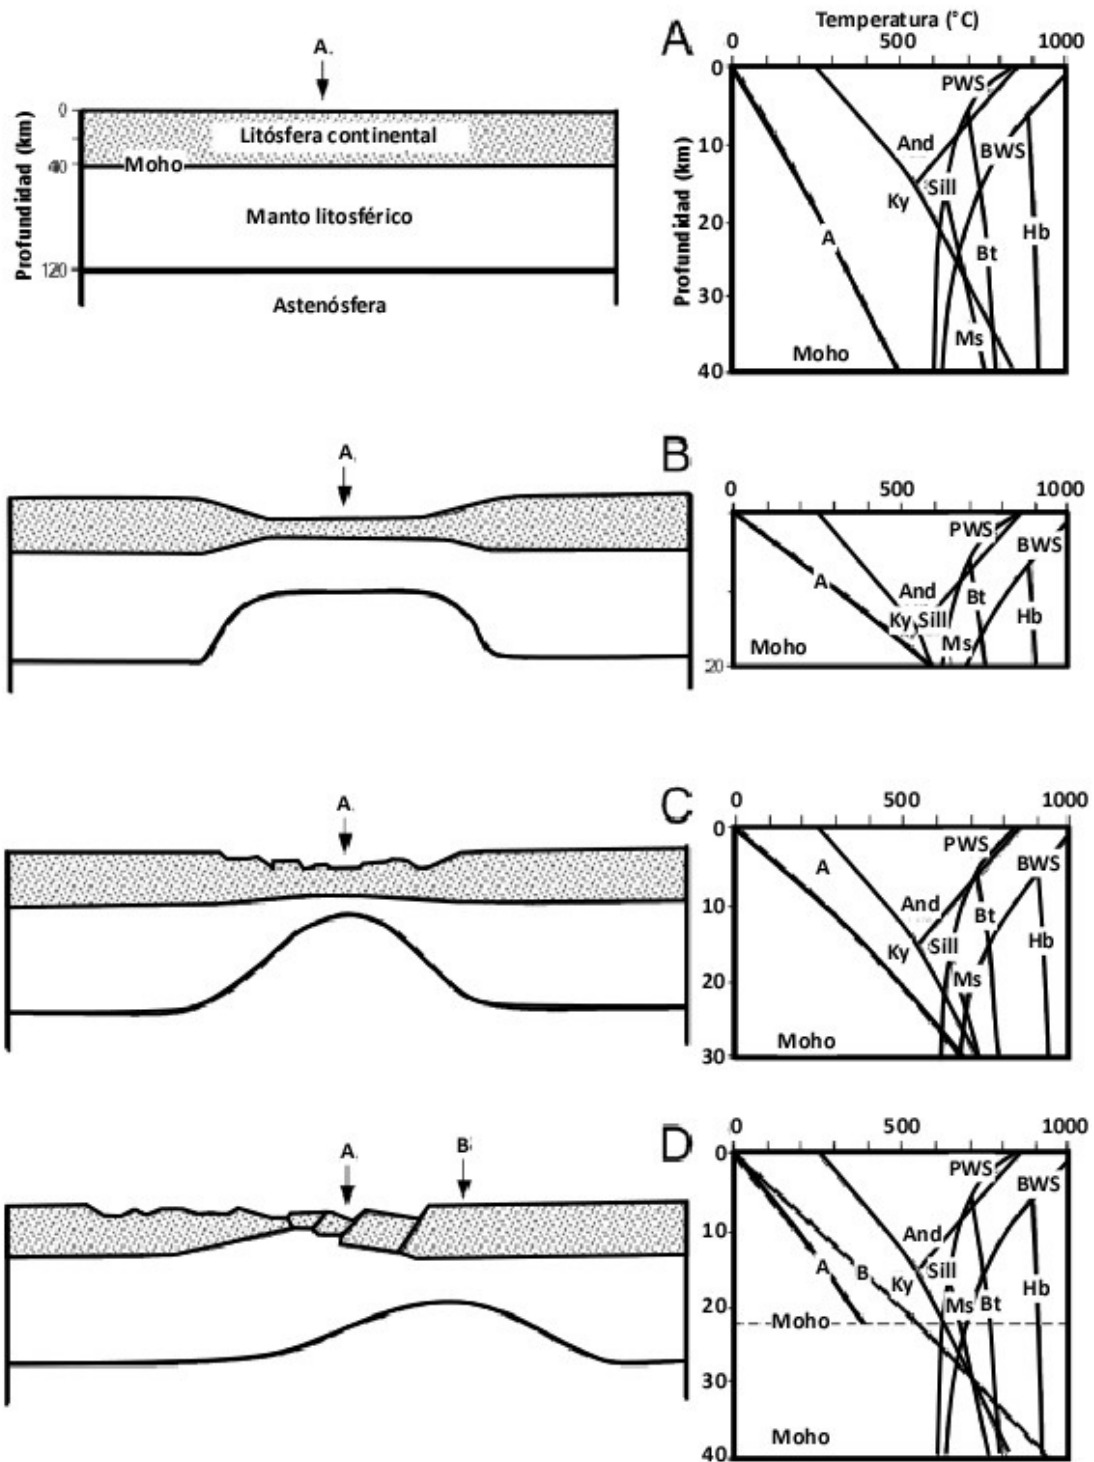 A.
0
Litósfera continental
40
Moho
Profundidad (km)
Manto litosférico
120
Astenósfera
A
Temperatura (°C)
0 500 1000
0
10
20
30
40
Profundidad (km)
PWS
And
BWS
Sill
Ky
A
Bt
Hb
Ms
Moho
A.
B
0 500 1000
PWS
BWS
A
And
Bt
Ky
Sill
Hb
Ms
Moho
20
A.
C
0 500 1000
0
PWS
BWS
A
And
10
Bt
Ky
Sill
Hb
Ms
20
Moho
30
A.
B
D
0 500 1000
0
PWS
BWS
10
And
A
B
Ky
Sill
Hb
Ms
Bt
20
Moho
30
Moho
40